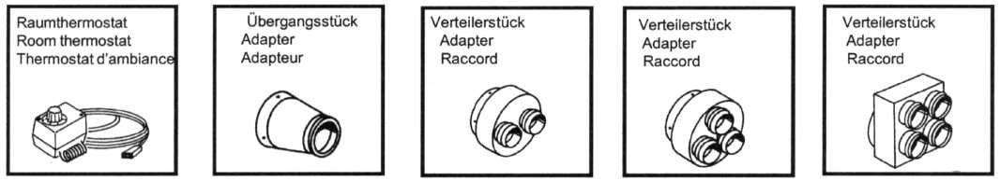 Raumthermostat
Room thermostat
Thermostat d'ambiance
Übergangsstück
Adapter
Adapteur
Verteilerstück
Adapter
Raccord
Verteilerstück
Adapter
Raccord
Verteilerstück
Adapter
Raccord